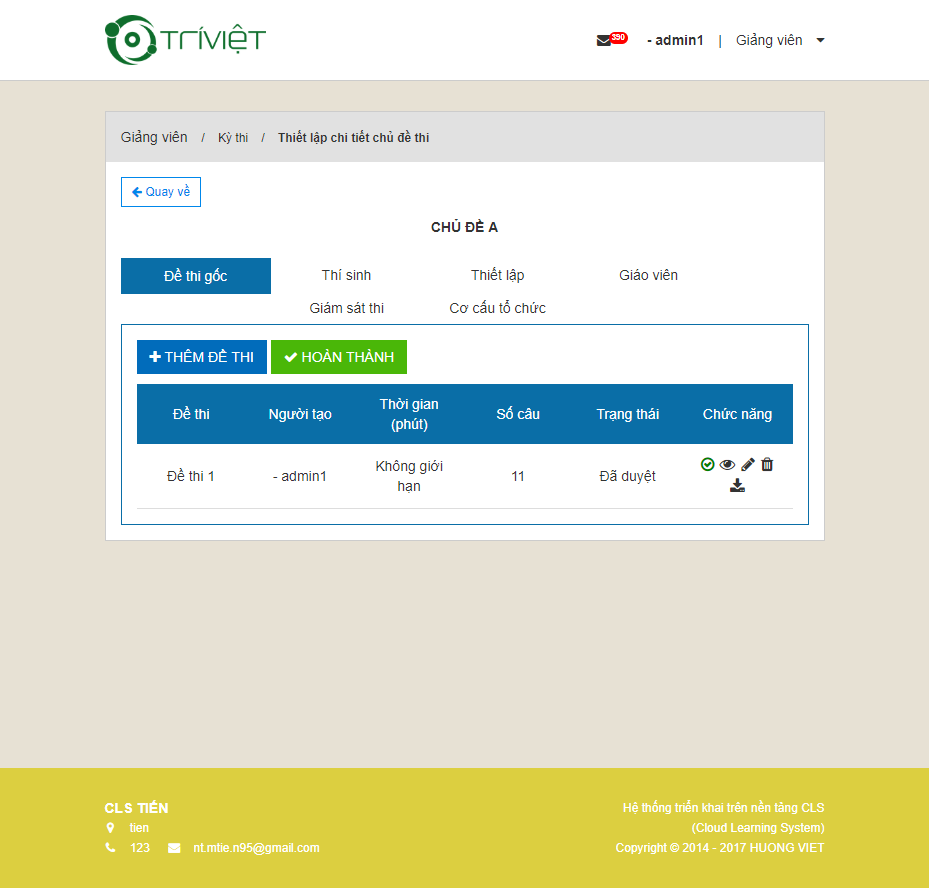 TRÍVIỆT
390 - admin1 | Giảng viên
Giảng viên / Kỳ thi / Thiết lập chi tiết chủ đề thi
Quay về
CHỦ ĐỀ A
Đề thi gốc Thí sinh Thiết lập Giáo viên
Giám sát thi Cơ cấu tổ chức
THÊM ĐỀ THI HOÀN THÀNH
Đề thi Người tạo Thời gian (phút) Số câu Trạng thái Chức năng
Đề thi 1 - admin1 Không giới hạn 11 Đã duyệt
CLS TIẾN
tien
123 nt.mtie.n95@gmail.com
Hệ thống triển khai trên nền tảng CLS
(Cloud Learning System)
Copyright © 2014 - 2017 HUONG VIET